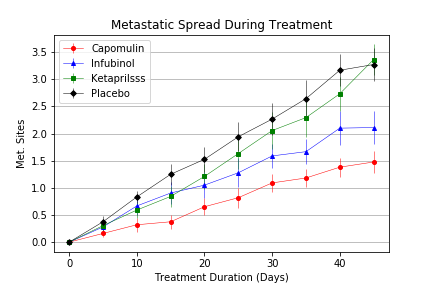 Metastatic Spread During Treatment
Capomulin
Infubinol
Ketaprilsss
Placebo
3.5
3.0
2.5
2.0
1.5
1.0
0.5
0.0
Met. Sites
0 10 20 30 40
Treatment Duration (Days)